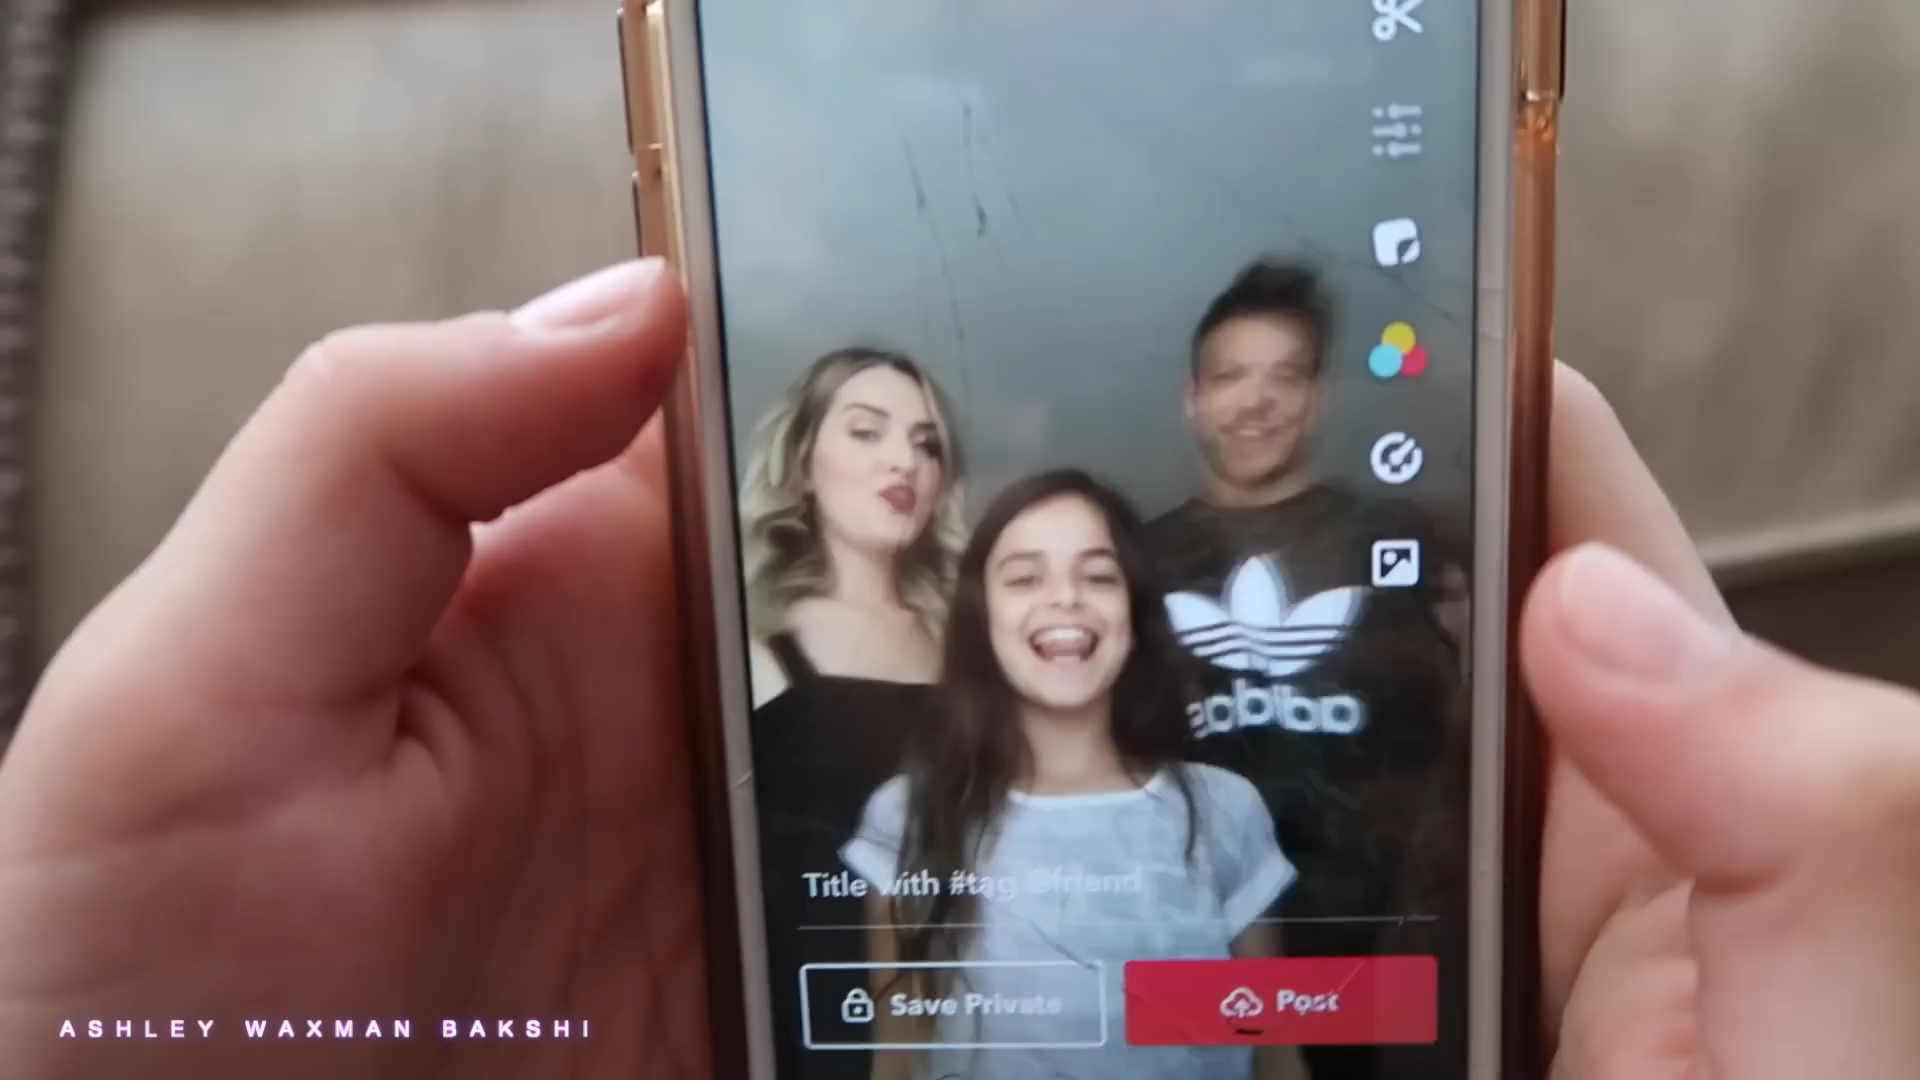 adidas
Title with #tag @friend
Save Private
Post
ASHLEY WAXMAN BAKSHI